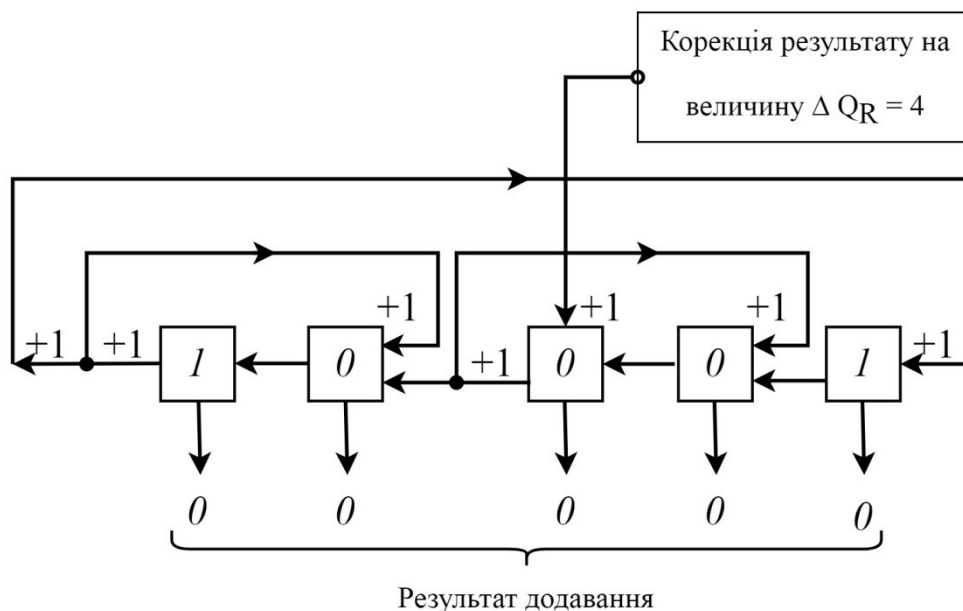 Корекція результату на
величину Δ QR = 4
+1 +1
+1 +1 +1 +1
1 0 0 0 1
0 0 0 0 0
Результат додавання